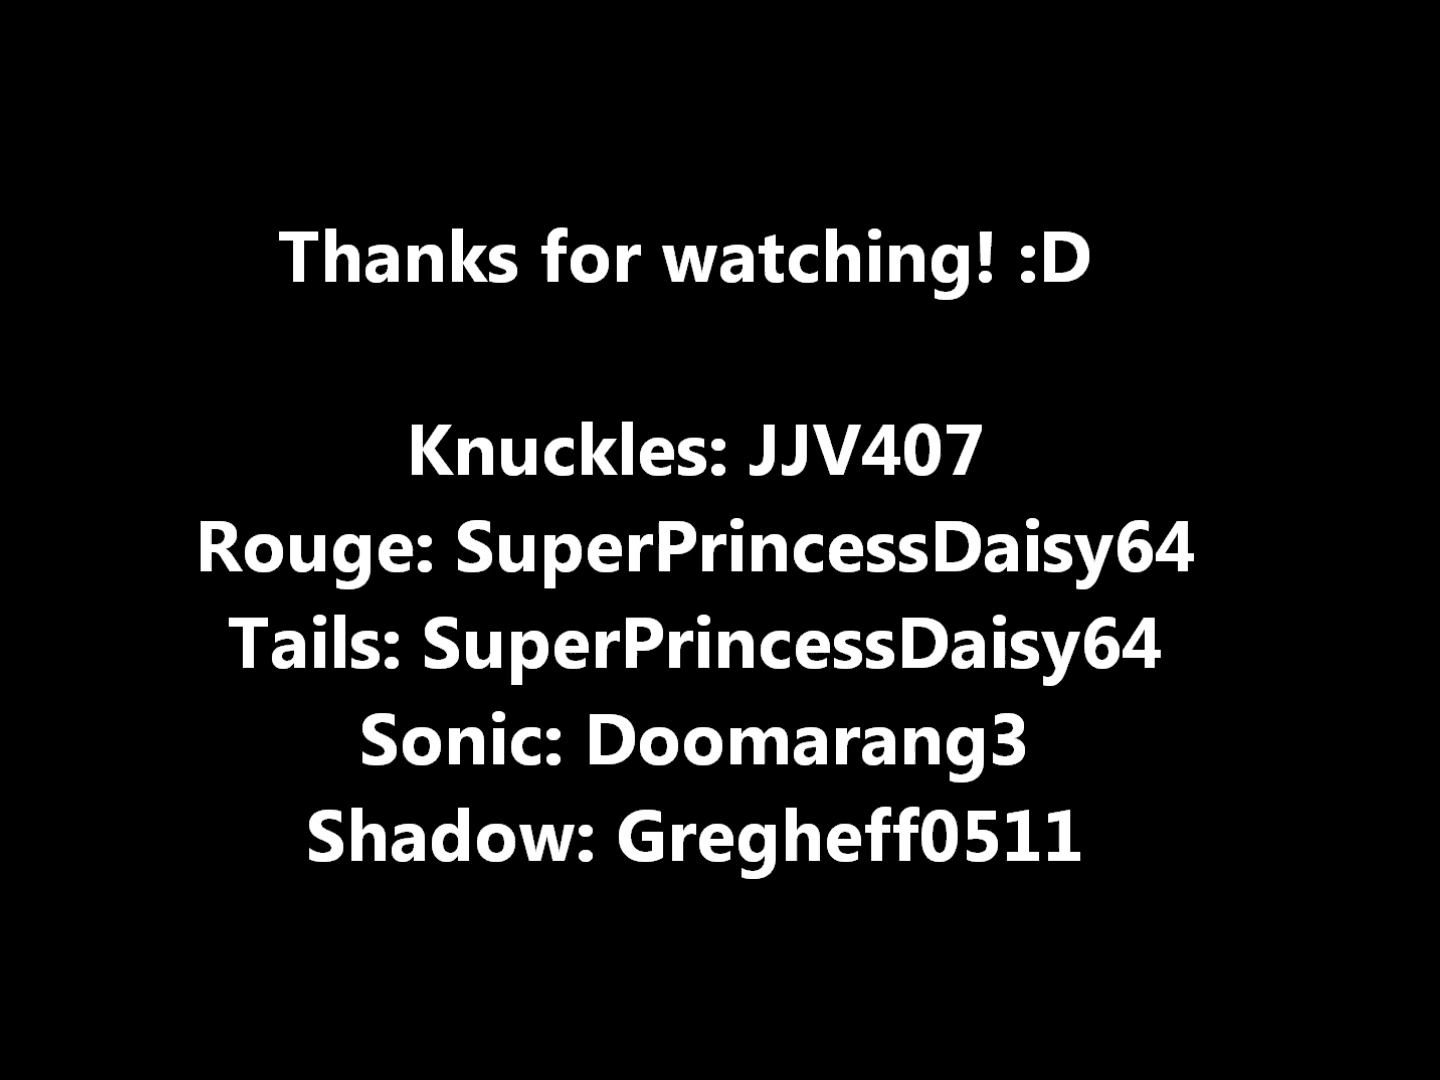 Thanks for watching! :D
Knuckles: JJV407
Rouge: SuperPrincessDaisy64
Tails: SuperPrincessDaisy64
Sonic: Doomarang3
Shadow: Gregheff0511